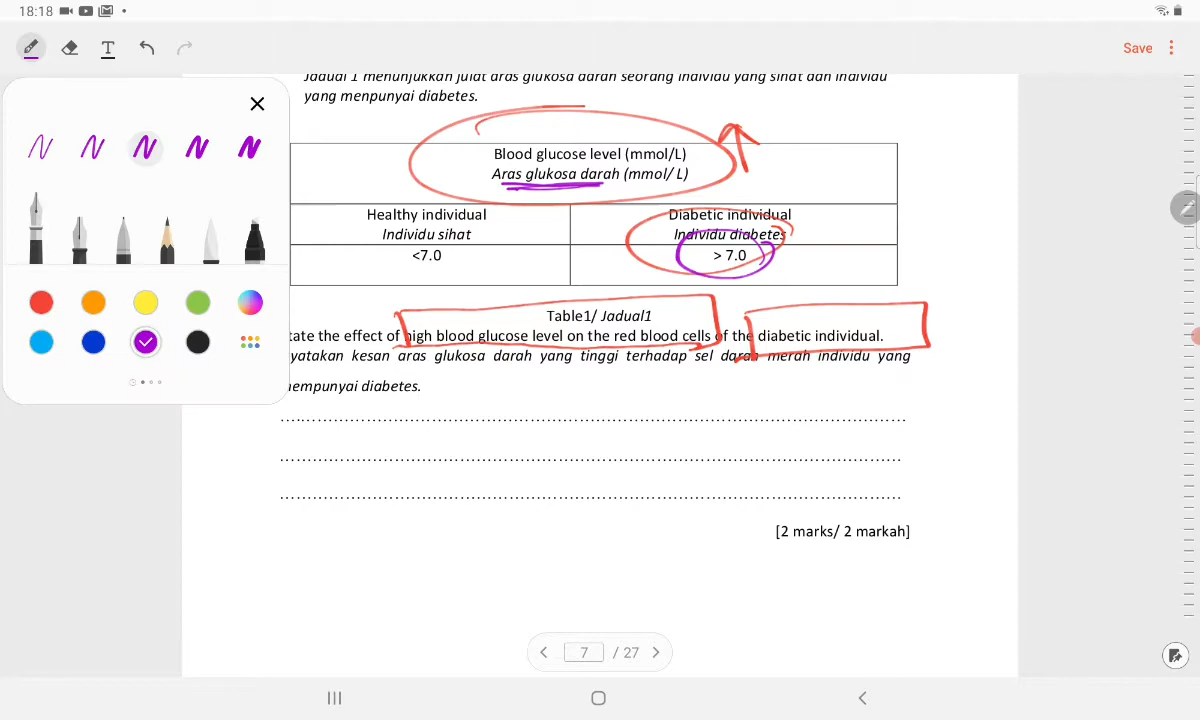 18:18
Save
Jadual 1 menunjukkan julat aras glukosa darah seorang individu yang sihat dan individu
yang menpunyai diabetes.
Blood glucose level (mmol/L)
Aras glukosa darah (mmol/ L)
Healthy individual
Individu sihat
Diabetic individual
Individu diabetes
<7.0
> 7.0
Table1/ Jadual1
tate the effect of high blood glucose level on the red blood cells of the diabetic individual.
yatakan kesan aras glukosa darah yang tinggi terhadap sel darah merah individu yang
empunyai diabetes.
[2 marks/ 2 markah]
7 / 27